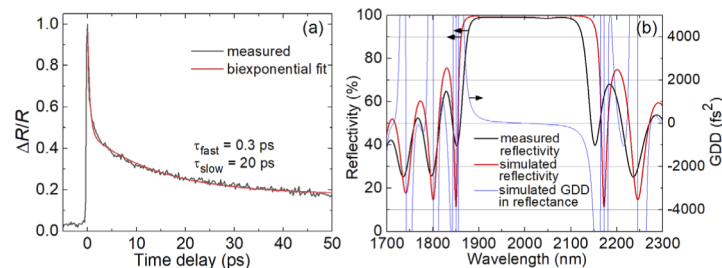 (a)
measured
biexponential fit
τfast = 0.3 ps
τslow = 20 ps
ΔR/R
1.0
0.8
0.6
0.4
0.2
0.0
0 10 20 30 40 50
Time delay (ps)
(b)
Reflectivity (%)
100
80
60
40
20
0
measured
reflectivity
simulated
reflectivity
simulated GDD
in reflectance
4000
2000
0
-2000
-4000
GDD (fs²)
1700 1800 1900 2000 2100 2200 2300
Wavelength (nm)